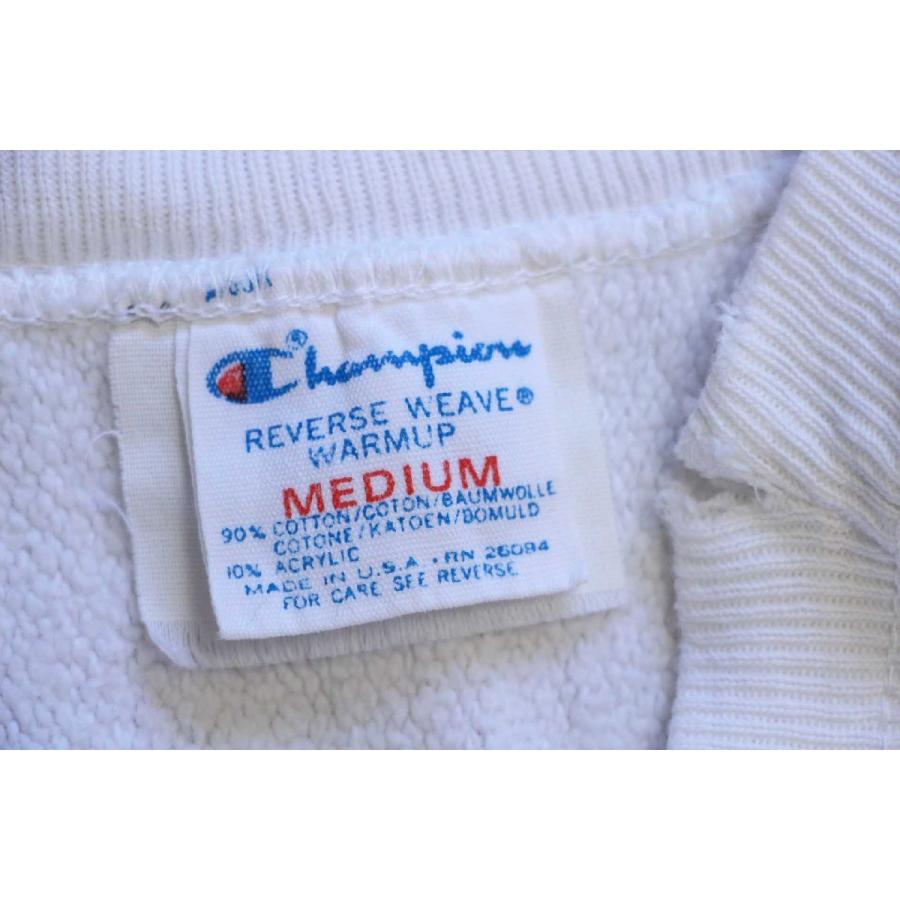 Champion®
REVERSE WEAVE®
WARMUP
MEDIUM
90% COTTON/COTON/BAUMWOLLE
COTONE/KATOEN/BOMULD
10% ACRYLIC
MADE IN U.S.A. • RN 26094
FOR CARE SEE REVERSE